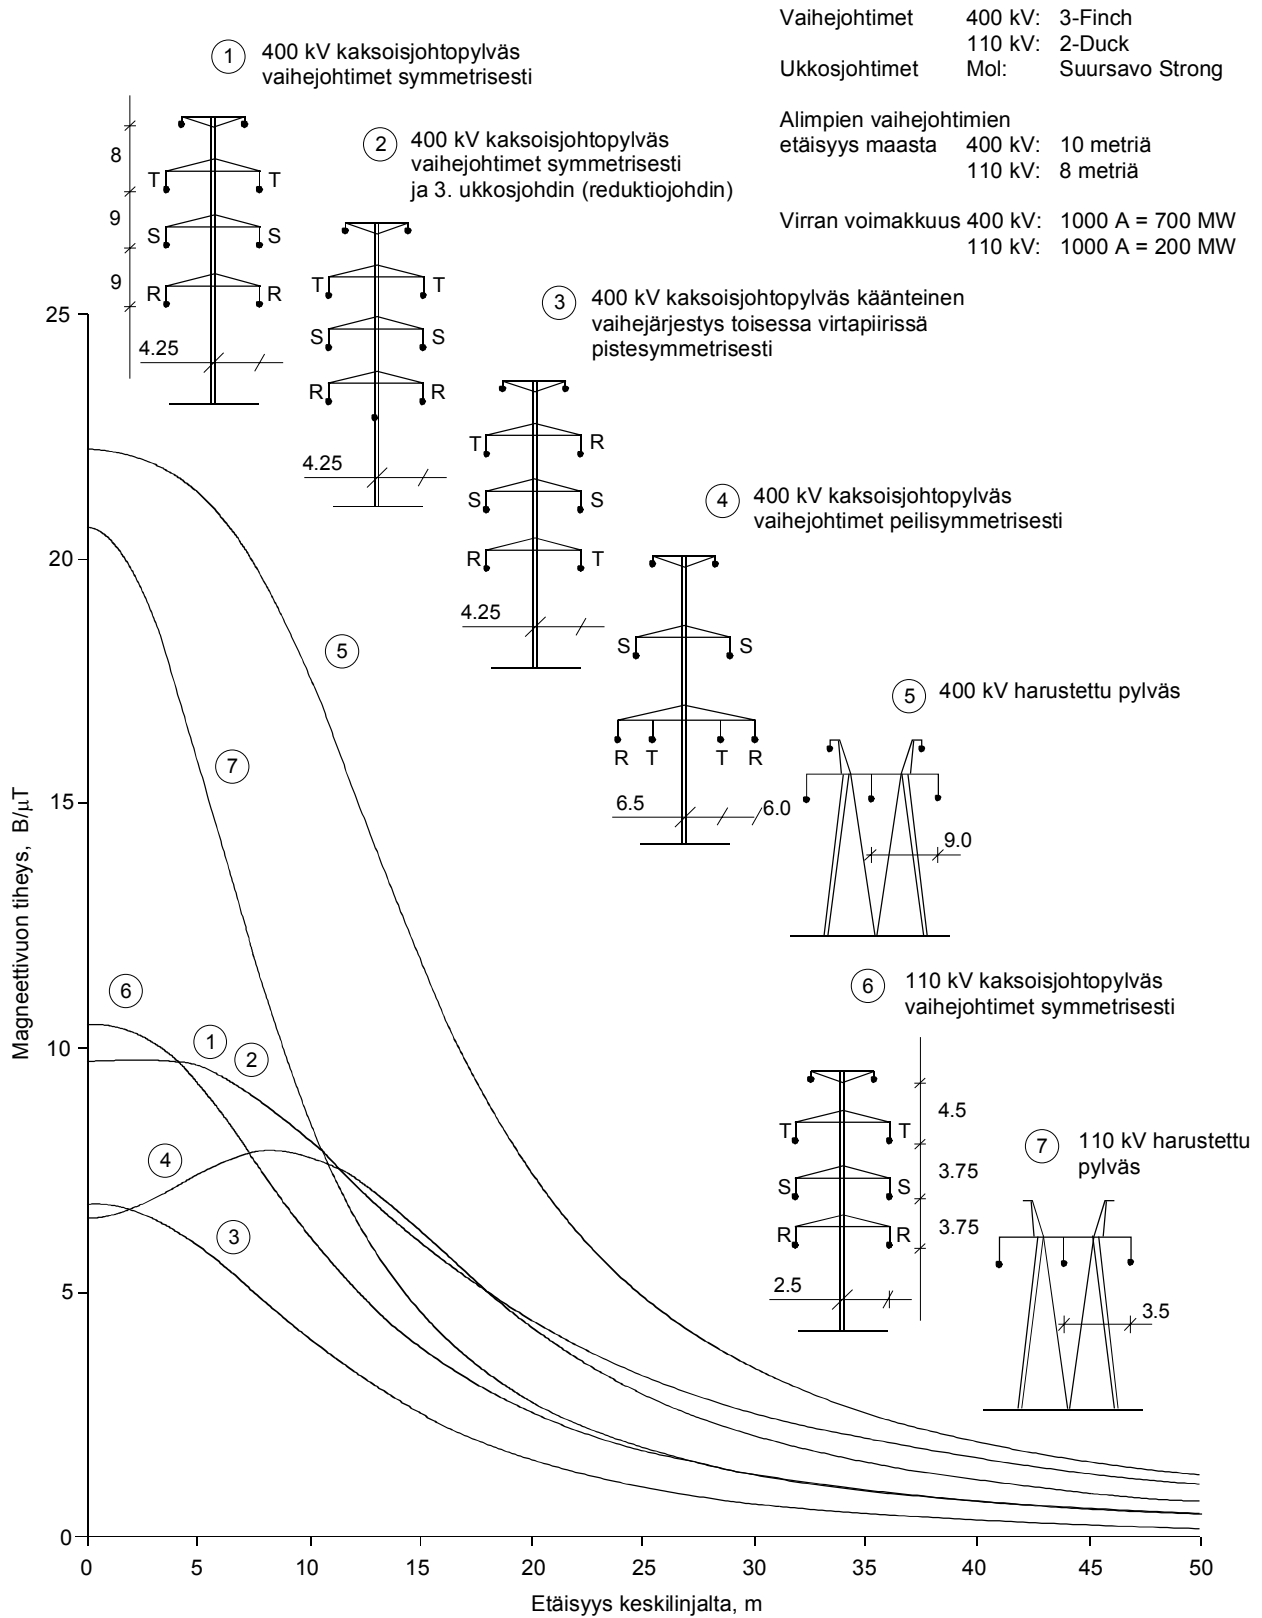 Vaihejohtimet 400 kV: 3-Finch
110 kV: 2-Duck
Ukkosjohtimet Mol: Suursavo Strong
Alimpien vaihejohtimien
etäisyys maasta 400 kV: 10 metriä
110 kV: 8 metriä
Virran voimakkuus 400 kV: 1000 A = 700 MW
110 kV: 1000 A = 200 MW
1 400 kV kaksoisjohtopylväs
vaihejohtimet symmetrisesti
8
T T
9
S S
9
R R
4.25
2 400 kV kaksoisjohtopylväs
vaihejohtimet symmetrisesti
ja 3. ukkosjohdin (reduktiojohdin)
T T
S S
R R
4.25
3 400 kV kaksoisjohtopylväs käänteinen
vaihejärjestys toisessa virtapiirissä
pistesymmetrisesti
T R
S S
R T
4.25
4 400 kV kaksoisjohtopylväs
vaihejohtimet peilisymmetrisesti
S S
R T T R
6.5 6.0
5 400 kV harustettu pylväs
9.0
6 110 kV kaksoisjohtopylväs
vaihejohtimet symmetrisesti
T T
S S
R R
4.5
3.75
3.75
2.5
7 110 kV harustettu
pylväs
3.5
5
7
6
1
2
4
3
Magneettivuon tiheys, B/µT
25
20
15
10
5
0
0 5 10 15 20 25 30 35 40 45 50
Etäisyys keskilinjalta, m